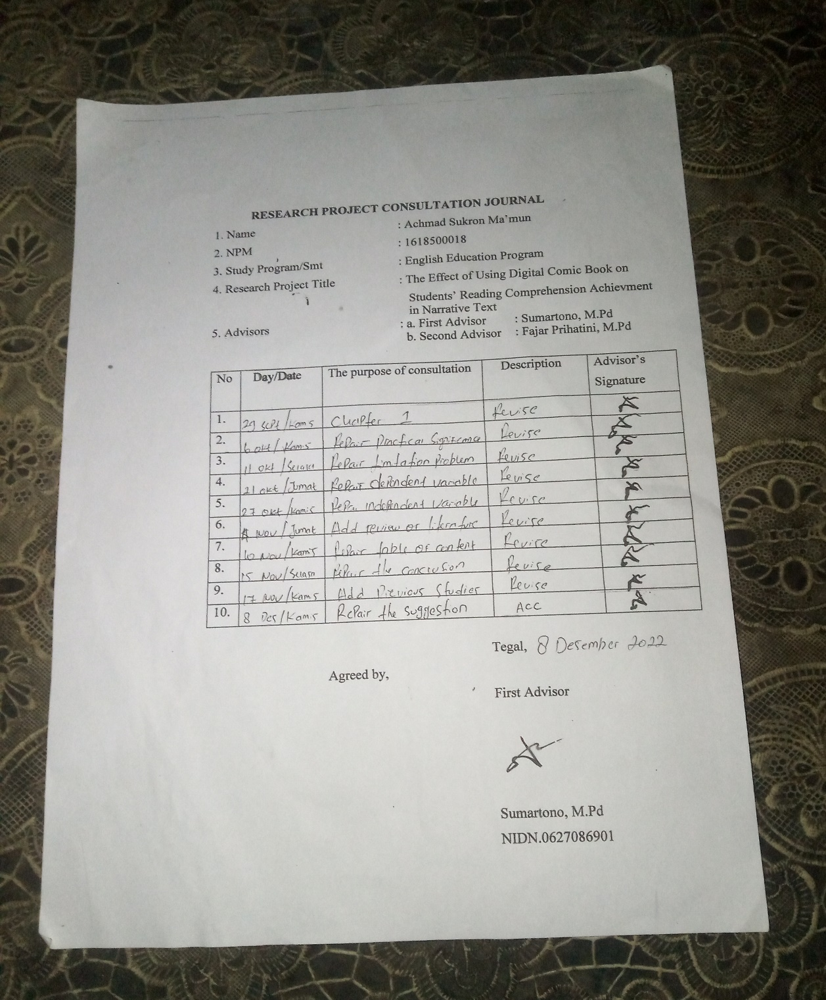 RESEARCH PROJECT CONSULTATION JOURNAL
1. Name : Achmad Sukron Ma'mun
2. NPM : 1618500018
3. Study Program/Smt : English Education Program
4. Research Project Title : The Effect of Using Digital Comic Book on
Students' Reading Comprehension Achievment
in Narrative Text
5. Advisors : a. First Advisor : Sumartono, M.Pd
b. Second Advisor : Fajar Prihatini, M.Pd
No Day/Date The purpose of consultation Description Advisor's
Signature
1. 29 sept/kamis Chapter 1 Revise
2. 6 okt/kamis Repair Practical Significance Revise
3. 11 okt/Selasa Repair limitation Problem Revise
4. 21 okt/Jumat Repair dependent variable Revise
5. 27 okt/kamis Repair independent variable Revise
6. Nov/Jumat Add review of literature Revise
7. 10 Nov/kamis Repair table of content Revise
8. 15 Nov/Selasa Repair the conclusion Revise
9. 17 Nov/kamis Add Previous Studies Revise
10. 8 Des/Kamis Repair the suggestion Acc
Tegal, 8 Desember 2022
Agreed by,
First Advisor
Sumartono, M.Pd
NIDN.0627086901